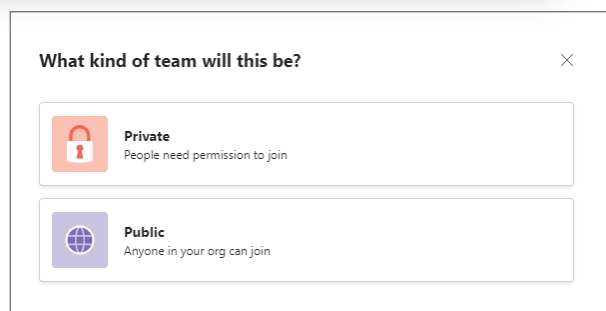 What kind of team will this be?
Private
People need permission to join
Public
Anyone in your org can join